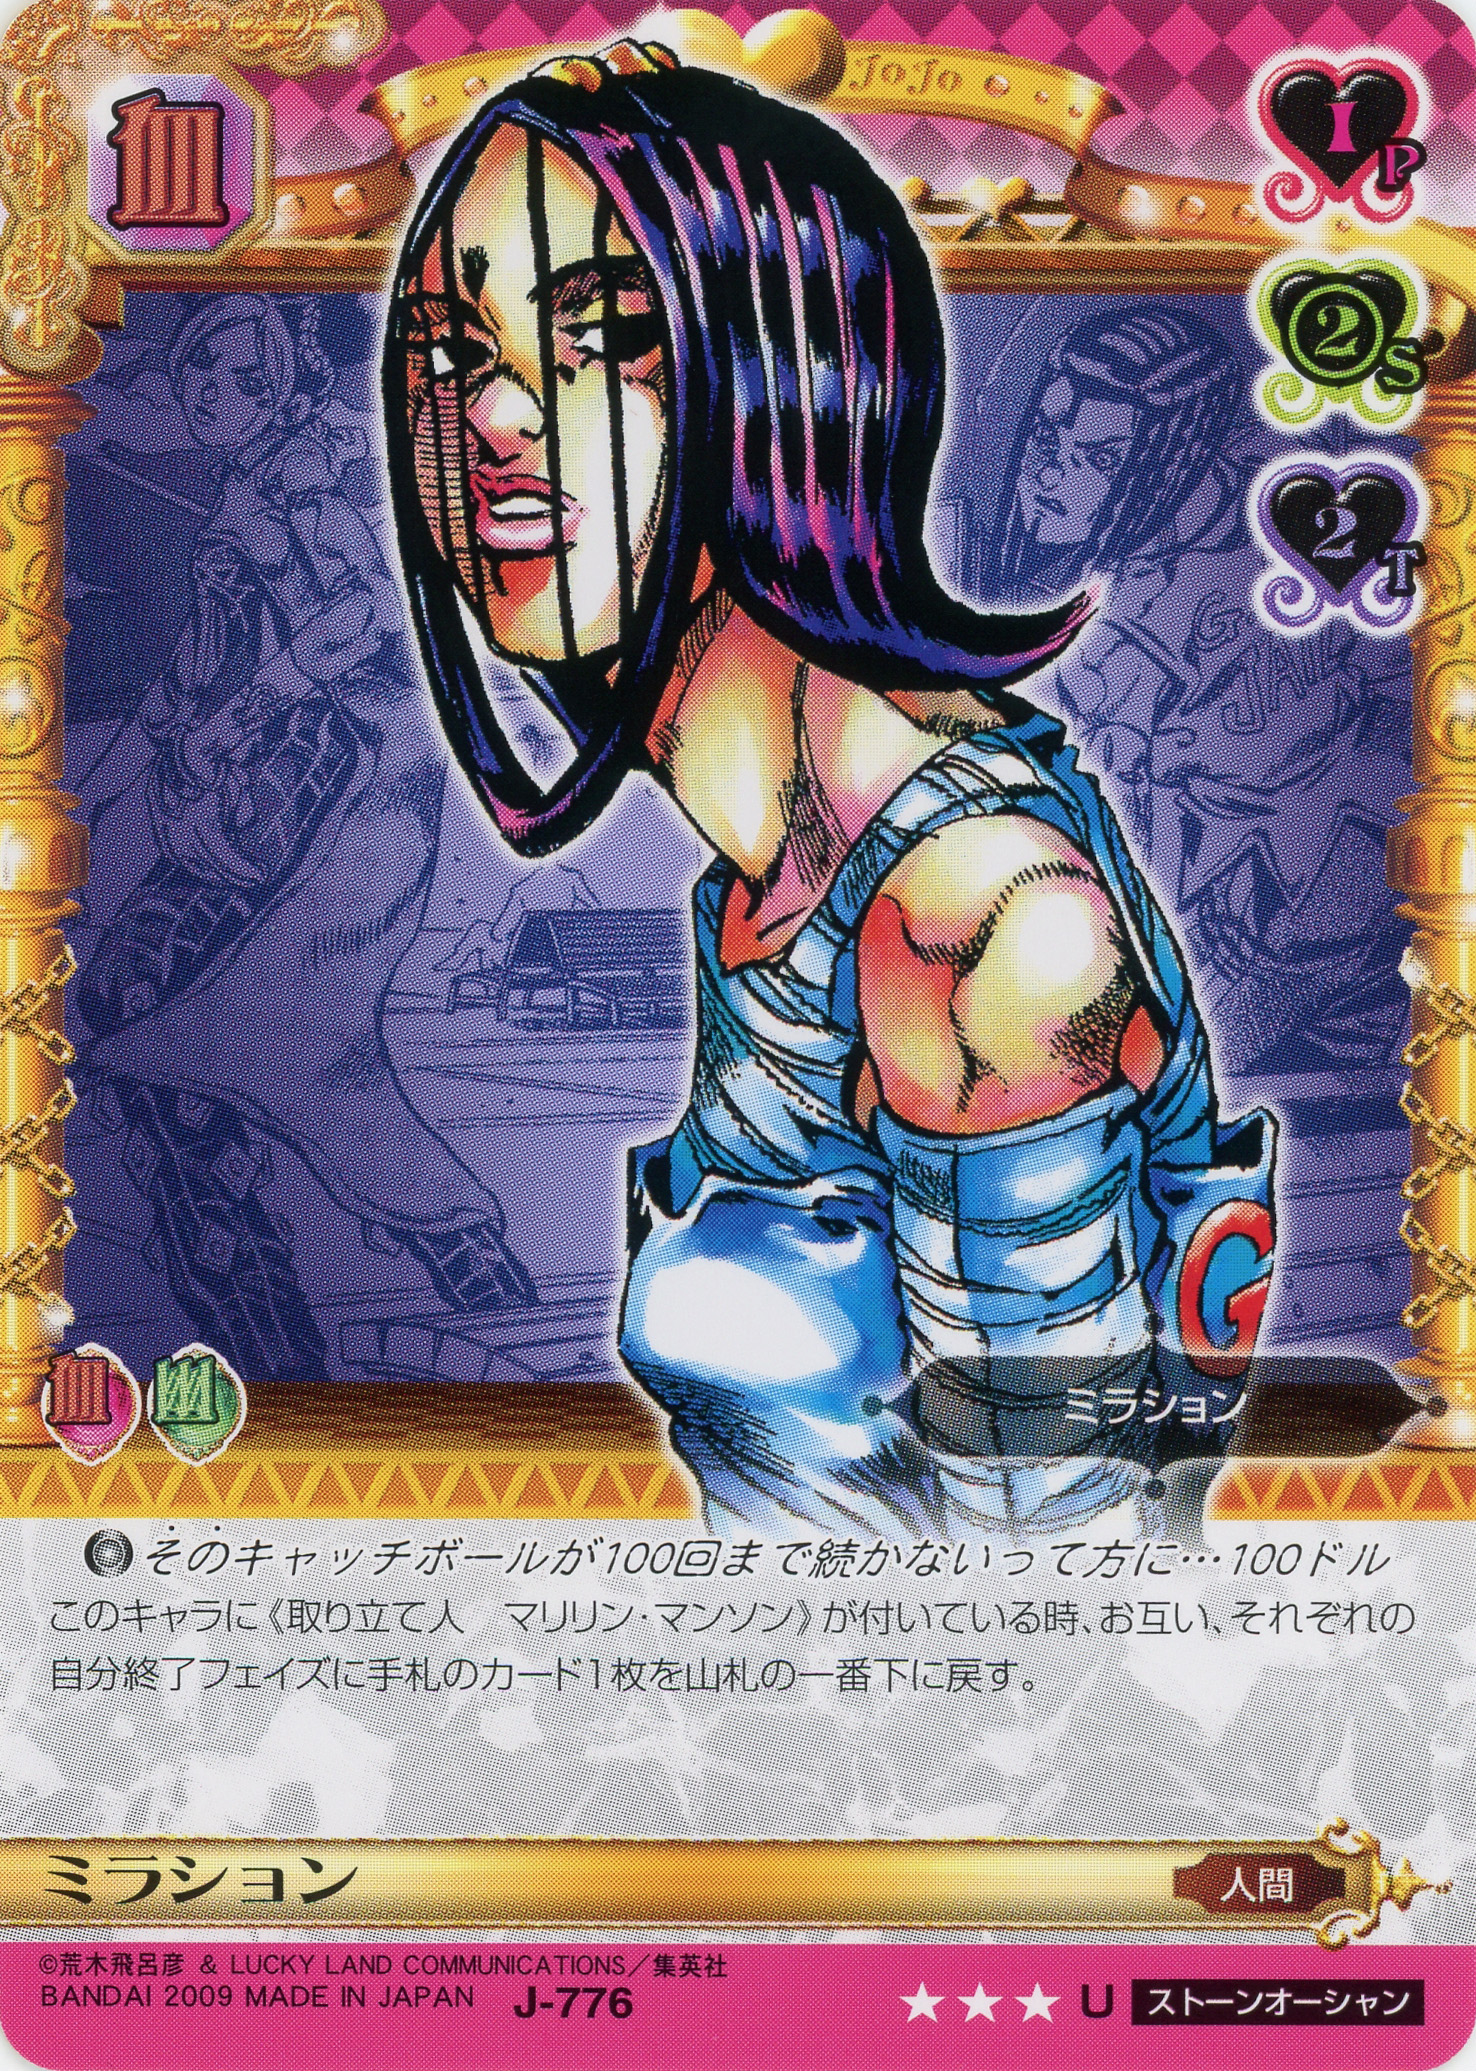 JoJo
血
1 P
2 S
2 T
G
血
ミラション
そのキャッチボールが100回まで続かないって方に…100ドル
このキャラに《取り立て人　マリリン・マンソン》が付いている時、お互い、それぞれの
自分終了フェイズに手札のカード1枚を山札の一番下に戻す。
ミラション
人間
©荒木飛呂彦 & LUCKY LAND COMMUNICATIONS／集英社
BANDAI 2009 MADE IN JAPAN J-776
★★★ U ストーンオーシャン